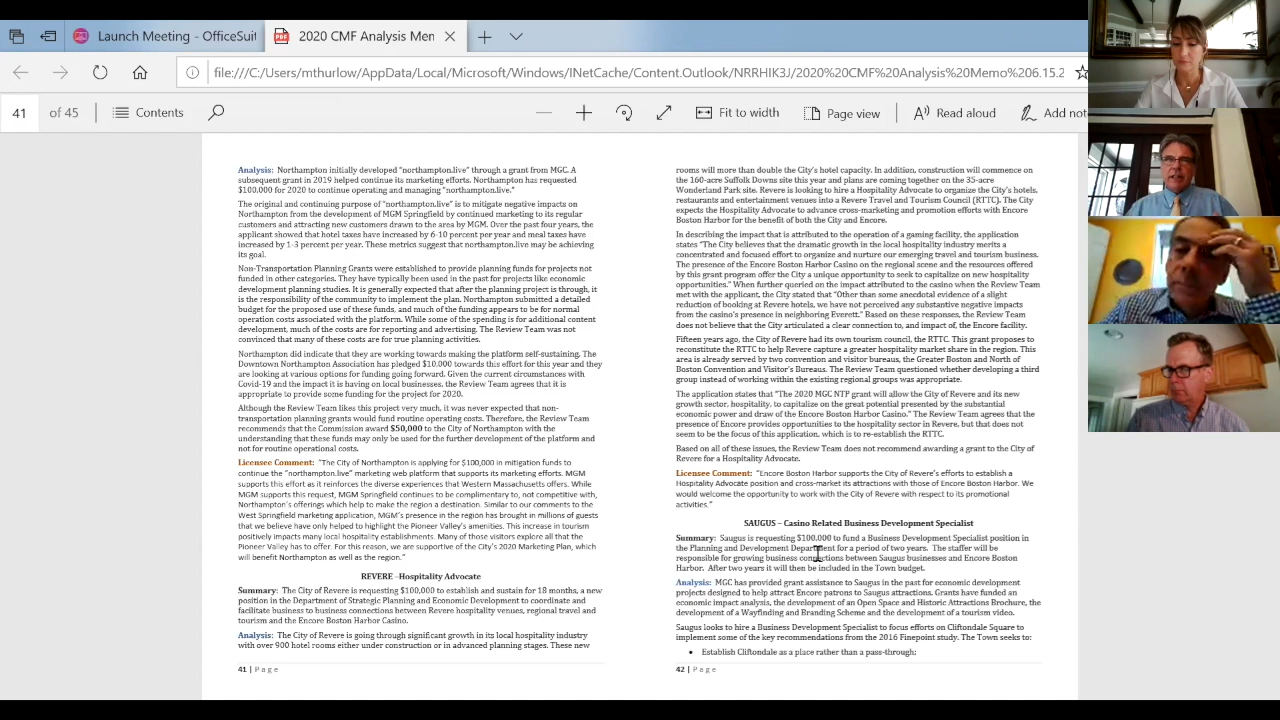 Launch Meeting - OfficeSuit
2020 CMF Analysis Men
file:///C:/Users/mthurlow/AppData/Local/Microsoft/Windows/INetCache/Content.Outlook/NRRHIK3J/2020%20CMF%20Analysis%20Memo%206.15.2
41 of 45 Contents Fit to width Page view Read aloud Add not
Analysis: Northampton initially developed "northampton.live" through a grant from MGC. A
subsequent grant in 2019 helped continue its marketing efforts. Northampton has requested
$100,000 for 2020 to continue operating and managing "northampton.live."
The original and continuing purpose of "northampton.live" is to mitigate negative impacts on
Northampton from the development of MGM Springfield by continued marketing to its regular
customers and attracting new customers drawn to the area by MGM. Over the past four years, the
applicant showed that hotel taxes have increased by 6-10 percent per year and meal taxes have
increased by 1-3 percent per year. These metrics suggest that northampton.live may be achieving
its goal.
Non-Transportation Planning Grants were established to provide planning funds for projects not
funded in other categories. They have typically been used in the past for projects like economic
development planning studies. It is generally expected that after the planning project is through, it
is the responsibility of the community to implement the plan. Northampton submitted a detailed
budget for the proposed use of these funds, and much of the funding appears to be for normal
operation costs associated with the platform. While some of the spending is for additional content
development, much of the costs are for reporting and advertising. The Review Team was not
convinced that many of these costs are for true planning activities.
Northampton did indicate that they are working towards making the platform self-sustaining. The
Downtown Northampton Association has pledged $10,000 towards this effort for this year and they
are looking at various options for funding going forward. Given the current circumstances with
Covid-19 and the impact it is having on local businesses, the Review Team agrees that it is
appropriate to provide some funding for the project for 2020.
Although the Review Team likes this project very much, it was never expected that non-
transportation planning grants would fund routine operating costs. Therefore, the Review Team
recommends that the Commission award $50,000 to the City of Northampton with the
understanding that these funds may only be used for the further development of the platform and
not for routine operational costs.
Licensee Comment: "The City of Northampton is applying for $100,000 in mitigation funds to
continue the "northampton.live" marketing web platform that supports its marketing efforts. MGM
supports this effort as it reinforces the diverse experiences that Western Massachusetts offers. While
MGM supports this request, MGM Springfield continues to be complimentary to, not competitive with,
Northampton's offerings which help to make the region a destination. Similar to our comments to the
West Springfield marketing application, MGM's presence in the region has brought in millions of guests
that we believe have only helped to highlight the Pioneer Valley's amenities. This increase in tourism
positively impacts many local hospitality establishments. Many of those visitors explore all that the
Pioneer Valley has to offer. For this reason, we are supportive of the City's 2020 Marketing Plan, which
will benefit Northampton as well as the region."
REVERE –Hospitality Advocate
Summary: The City of Revere is requesting $100,000 to establish and sustain for 18 months, a new
position in the Department of Strategic Planning and Economic Development to coordinate and
facilitate business to business connections between Revere hospitality venues, regional travel and
tourism and the Encore Boston Harbor Casino.
Analysis: The City of Revere is going through significant growth in its local hospitality industry
with over 900 hotel rooms either under construction or in advanced planning stages. These new
41 | Page
rooms will more than double the City's hotel capacity. In addition, construction will commence on
the 160-acre Suffolk Downs site this year and plans are coming together on the 35-acre
Wonderland Park site. Revere is looking to hire a Hospitality Advocate to organize the City's hotels,
restaurants and entertainment venues into a Revere Travel and Tourism Council (RTTC). The City
expects the Hospitality Advocate to advance cross-marketing and promotion efforts with Encore
Boston Harbor for the benefit of both the City and Encore.
In describing the impact that is attributed to the operation of a gaming facility, the application
states "The City believes that the dramatic growth in the local hospitality industry merits a
concentrated and focused effort to organize and nurture our emerging travel and tourism business.
The presence of the Encore Boston Harbor Casino on the regional scene and the resources offered
by this grant program offer the City a unique opportunity to seek to capitalize on new hospitality
opportunities." When further queried on the impact attributed to the casino when the Review Team
met with the applicant, the City stated that "Other than some anecdotal evidence of a slight
reduction of booking at Revere hotels, we have not perceived any substantive negative impacts
from the casino's presence in neighboring Everett." Based on these responses, the Review Team
does not believe that the City articulated a clear connection to, and impact of, the Encore facility.
Fifteen years ago, the City of Revere had its own tourism council, the RTTC. This grant proposes to
reconstitute the RTTC to help Revere capture a greater hospitality market share in the region. This
area is already served by two convention and visitor bureaus, the Greater Boston and North of
Boston Convention and Visitor's Bureaus. The Review Team questioned whether developing a third
group instead of working within the existing regional groups was appropriate.
The application states that "The 2020 MGC NTP grant will allow the City of Revere and its new
growth sector, hospitality, to capitalize on the great potential presented by the substantial
economic power and draw of the Encore Boston Harbor Casino." The Review Team agrees that the
presence of Encore provides opportunities to the hospitality sector in Revere, but that does not
seem to be the focus of this application, which is to re-establish the RTTC.
Based on all of these issues, the Review Team does not recommend awarding a grant to the City of
Revere for a Hospitality Advocate.
Licensee Comment: "Encore Boston Harbor supports the City of Revere's efforts to establish a
Hospitality Advocate position and cross-market its attractions with those of Encore Boston Harbor. We
would welcome the opportunity to work with the City of Revere with respect to its promotional
activities."
SAUGUS – Casino Related Business Development Specialist
Summary: Saugus is requesting $100,000 to fund a Business Development Specialist position in
the Planning and Development Department for a period of two years. The staffer will be
responsible for growing business connections between Saugus businesses and Encore Boston
Harbor. After two years it will then be included in the Town budget.
Analysis: MGC has provided grant assistance to Saugus in the past for economic development
projects designed to help attract Encore patrons to Saugus attractions. Grants have funded an
economic impact analysis, the development of an Open Space and Historic Attractions Brochure, the
development of a Wayfinding and Branding Scheme and the development of a tourism video.
Saugus looks to hire a Business Development Specialist to focus efforts on Cliftondale Square to
implement some of the key recommendations from the 2016 Finepoint study. The Town seeks to:
• Establish Cliftondale as a place rather than a pass-through:
42 | Page